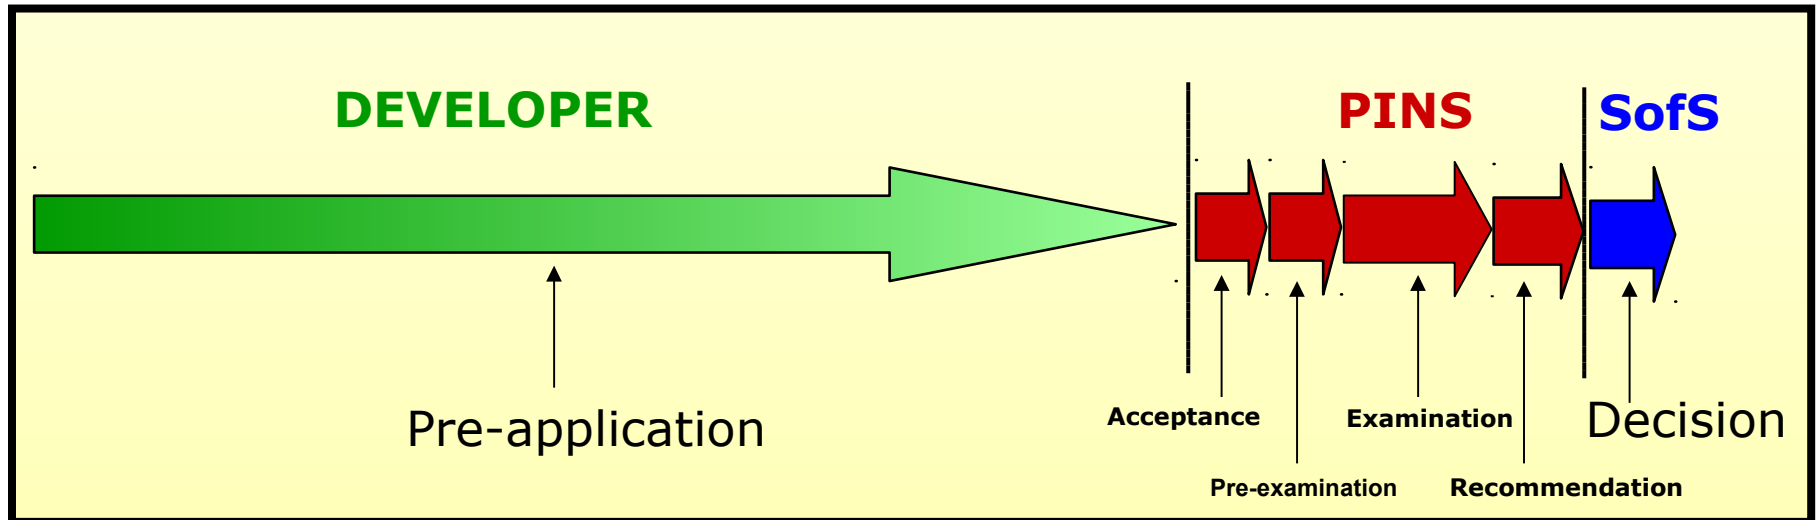 DEVELOPER
PINS
SofS
Pre-application
Acceptance
Examination
Decision
Pre-examination
Recommendation